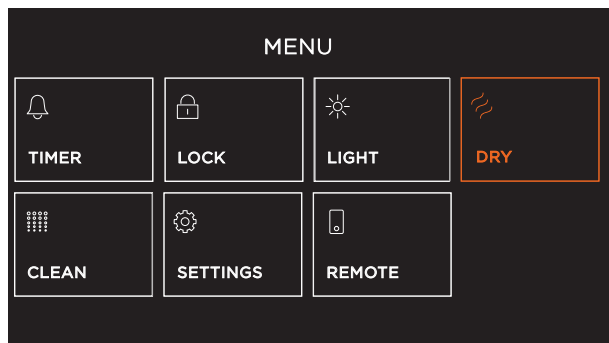 MENU
TIMER
LOCK
LIGHT
DRY
CLEAN
SETTINGS
REMOTE